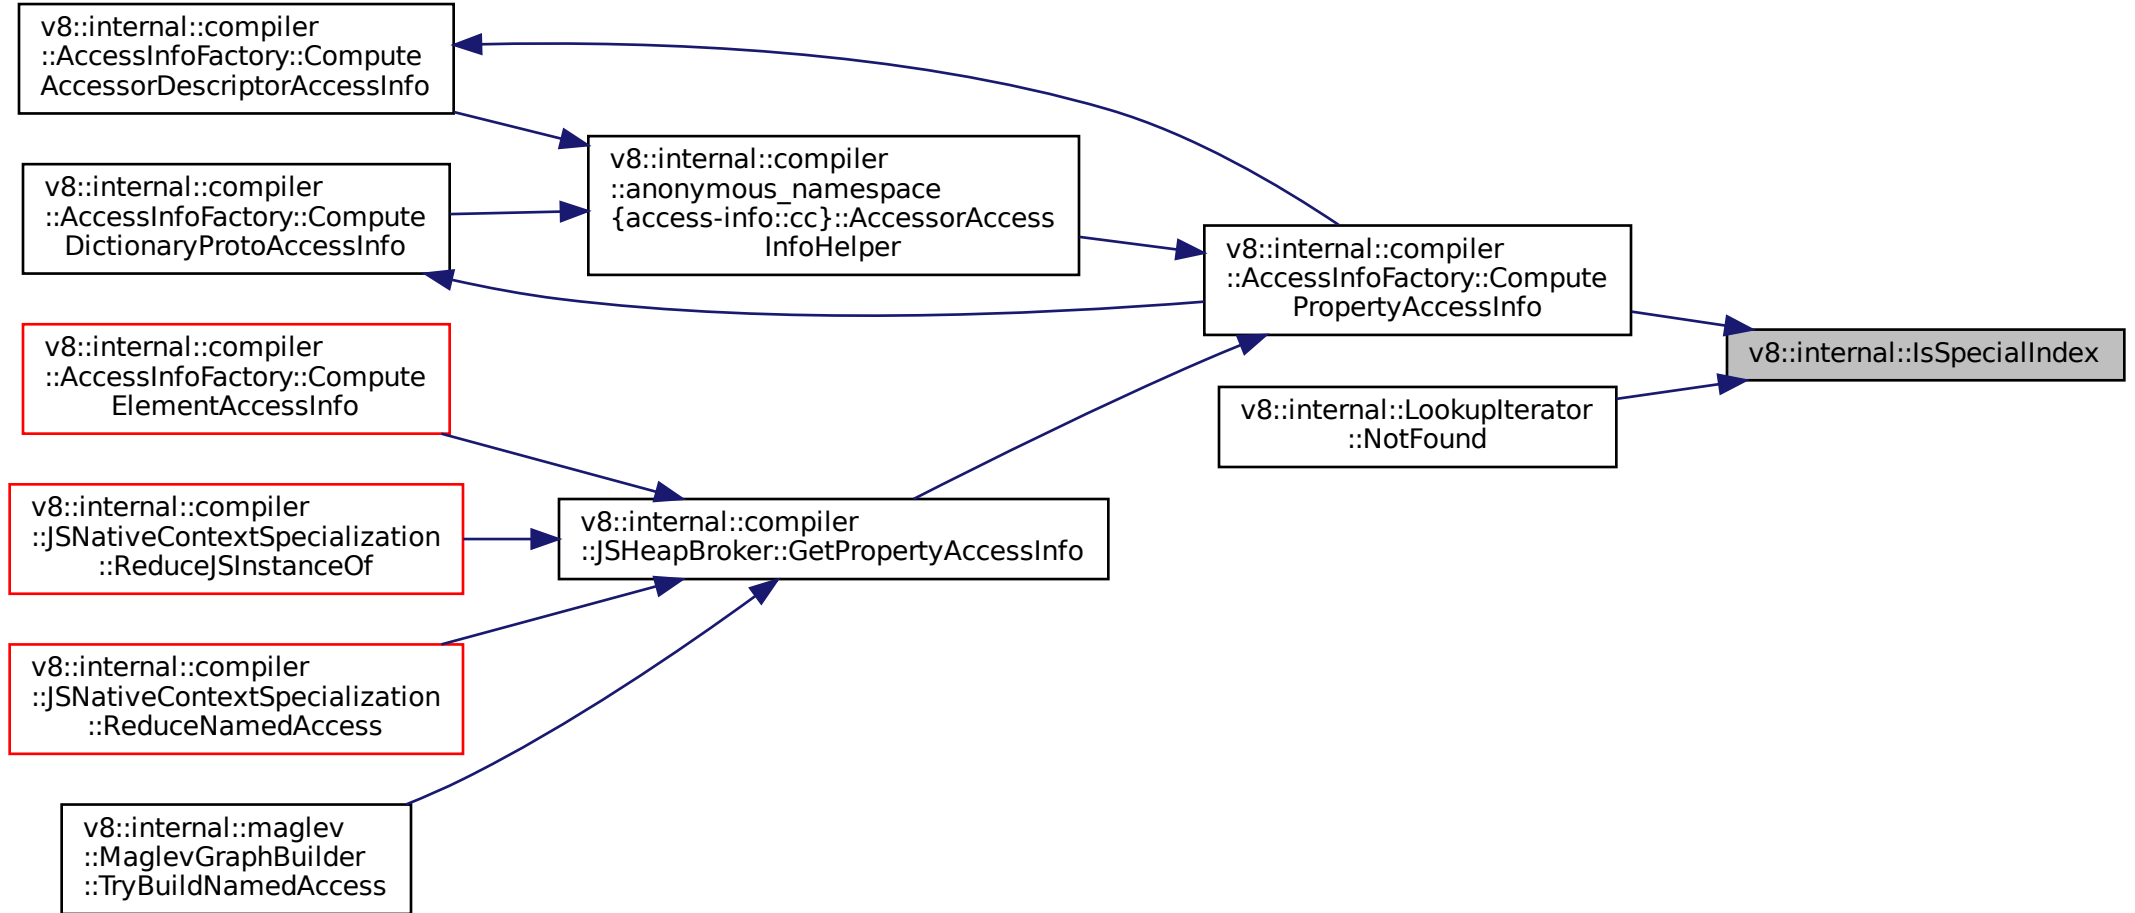 v8::internal::compiler
::AccessInfoFactory::Compute
AccessorDescriptorAccessInfo
v8::internal::compiler
::AccessInfoFactory::Compute
DictionaryProtoAccessInfo
v8::internal::compiler
::AccessInfoFactory::Compute
ElementAccessInfo
v8::internal::compiler
::JSNativeContextSpecialization
::ReduceJSInstanceOf
v8::internal::compiler
::JSNativeContextSpecialization
::ReduceNamedAccess
v8::internal::maglev
::MaglevGraphBuilder
::TryBuildNamedAccess
v8::internal::compiler
::anonymous_namespace
{access-info::cc}::AccessorAccess
InfoHelper
v8::internal::compiler
::JSHeapBroker::GetPropertyAccessInfo
v8::internal::compiler
::AccessInfoFactory::Compute
PropertyAccessInfo
v8::internal::LookupIterator
::NotFound
v8::internal::IsSpecialIndex